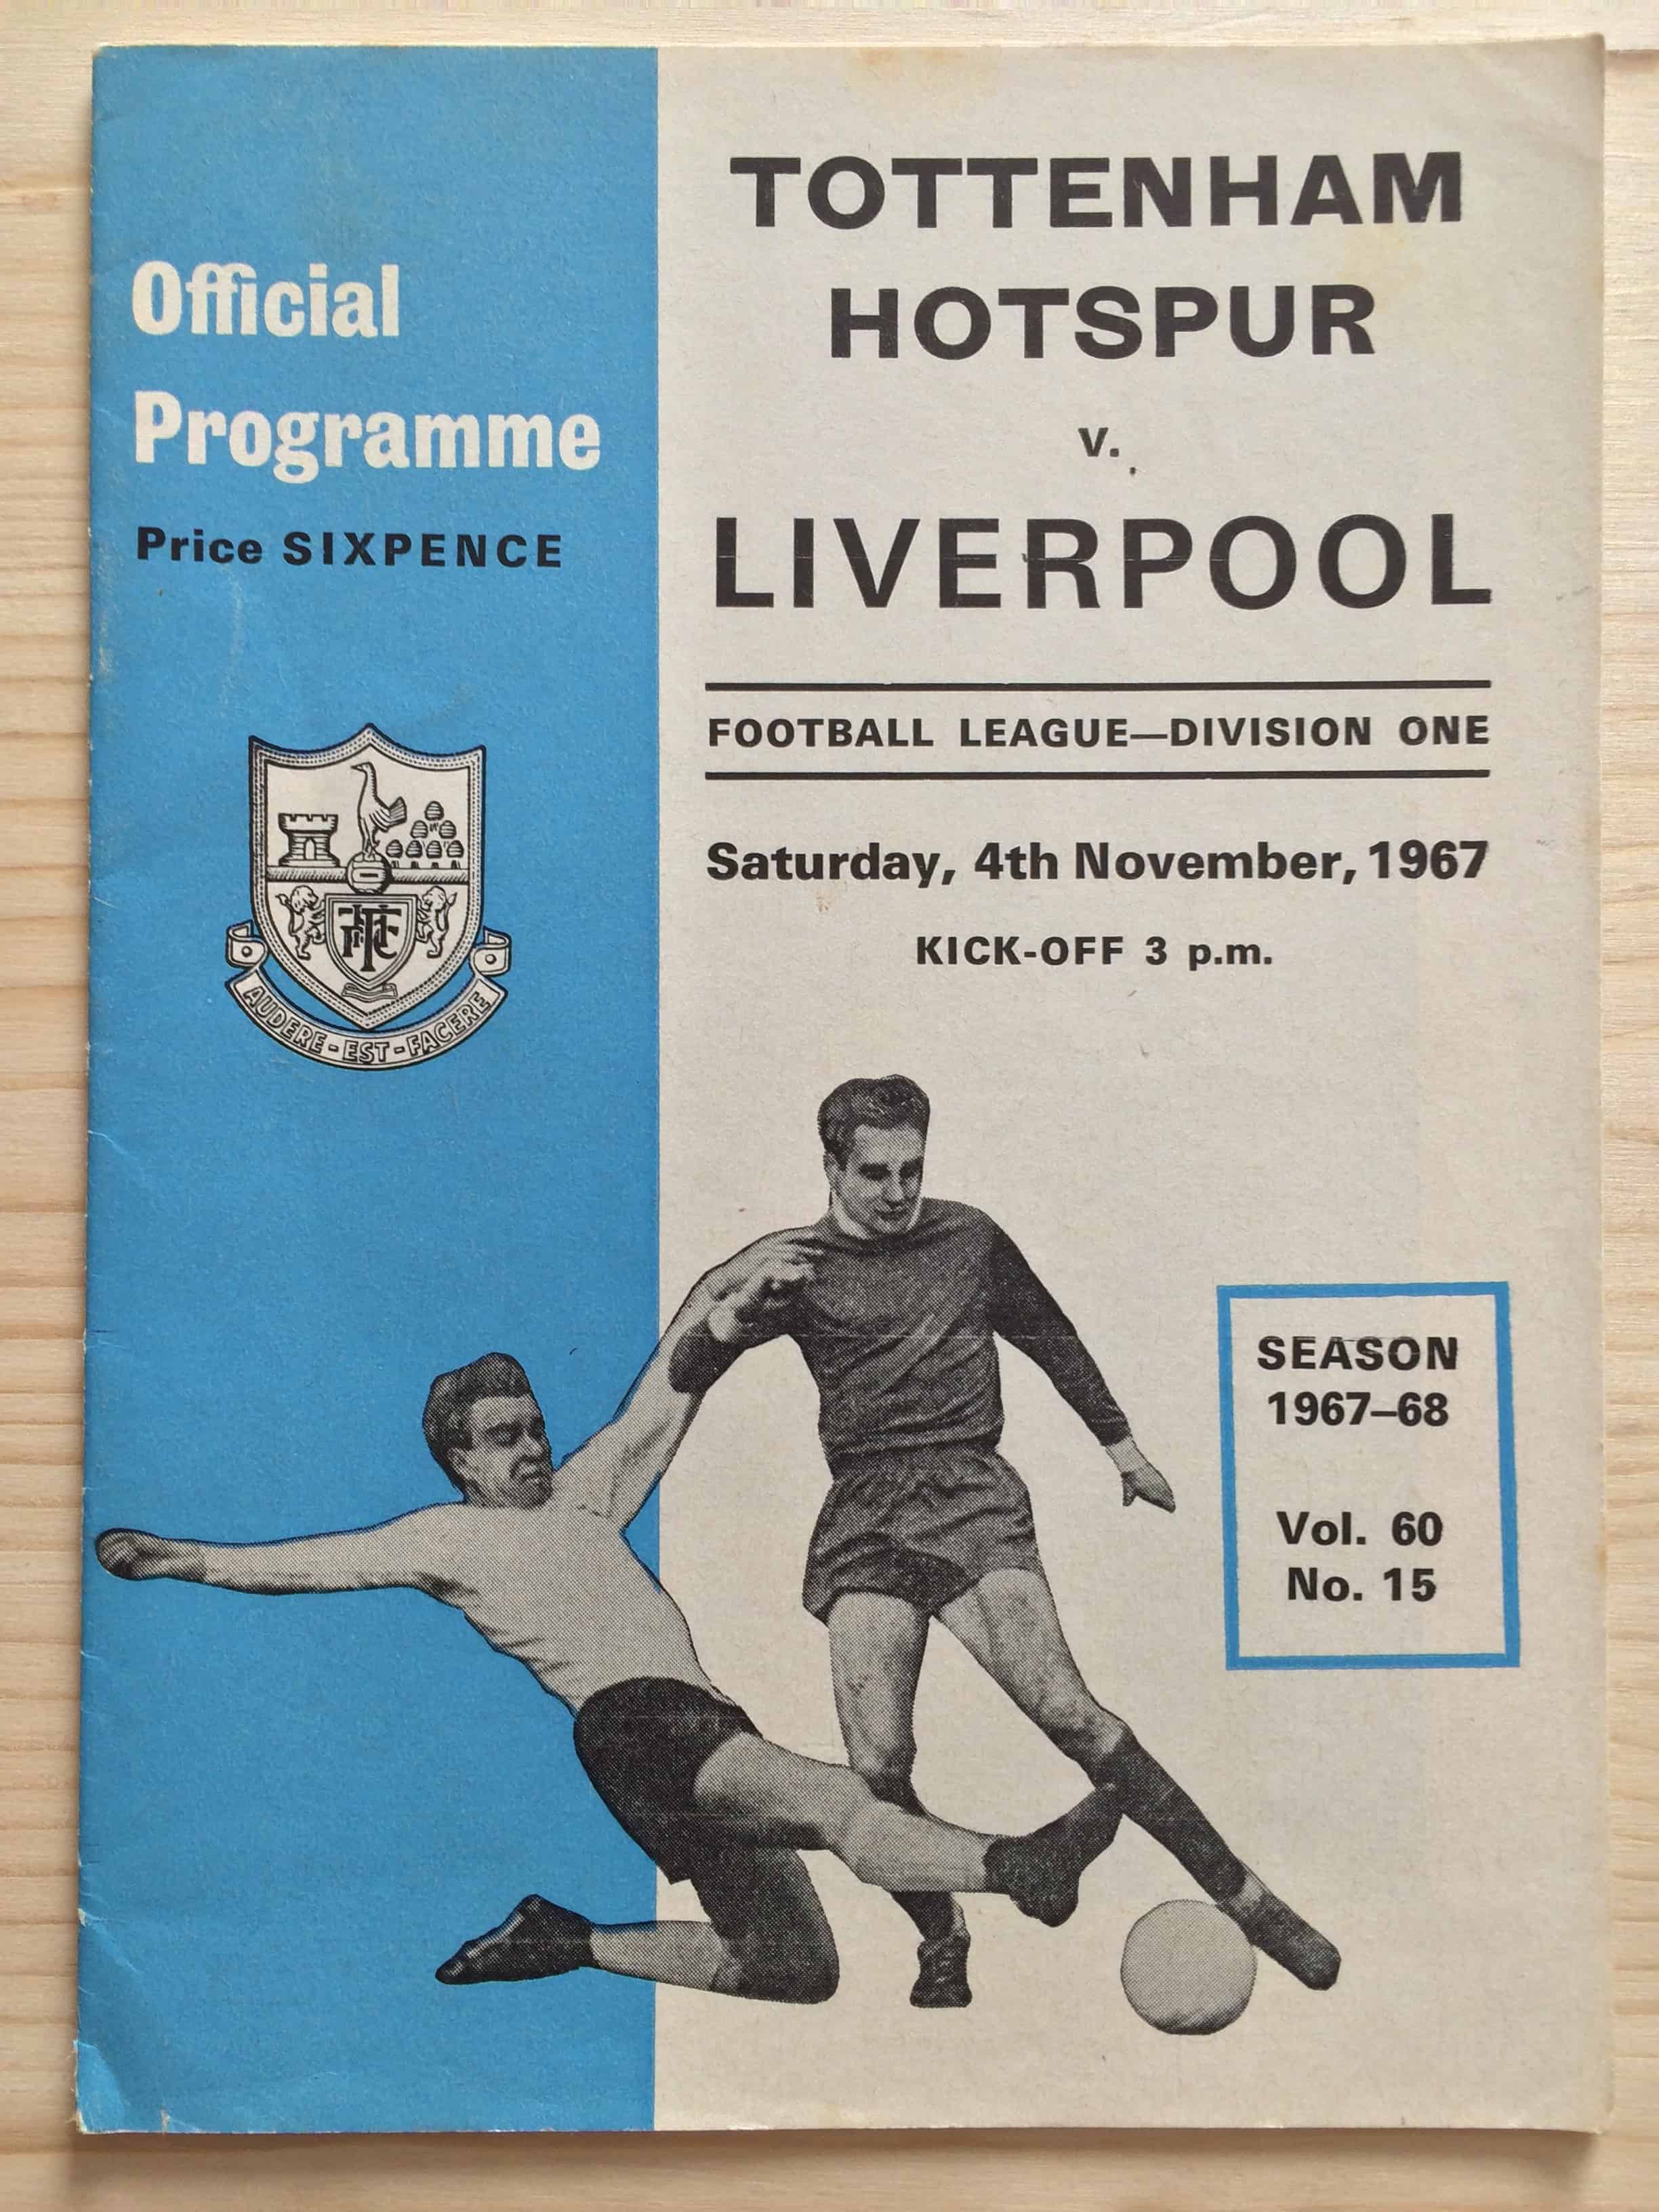 Official
Programme
Price SIXPENCE
AUDERE - EST - FACERE
TOTTENHAM
HOTSPUR
v.
LIVERPOOL
FOOTBALL LEAGUE—DIVISION ONE
Saturday, 4th November, 1967
KICK-OFF 3 p.m.
SEASON
1967–68
Vol. 60
No. 15